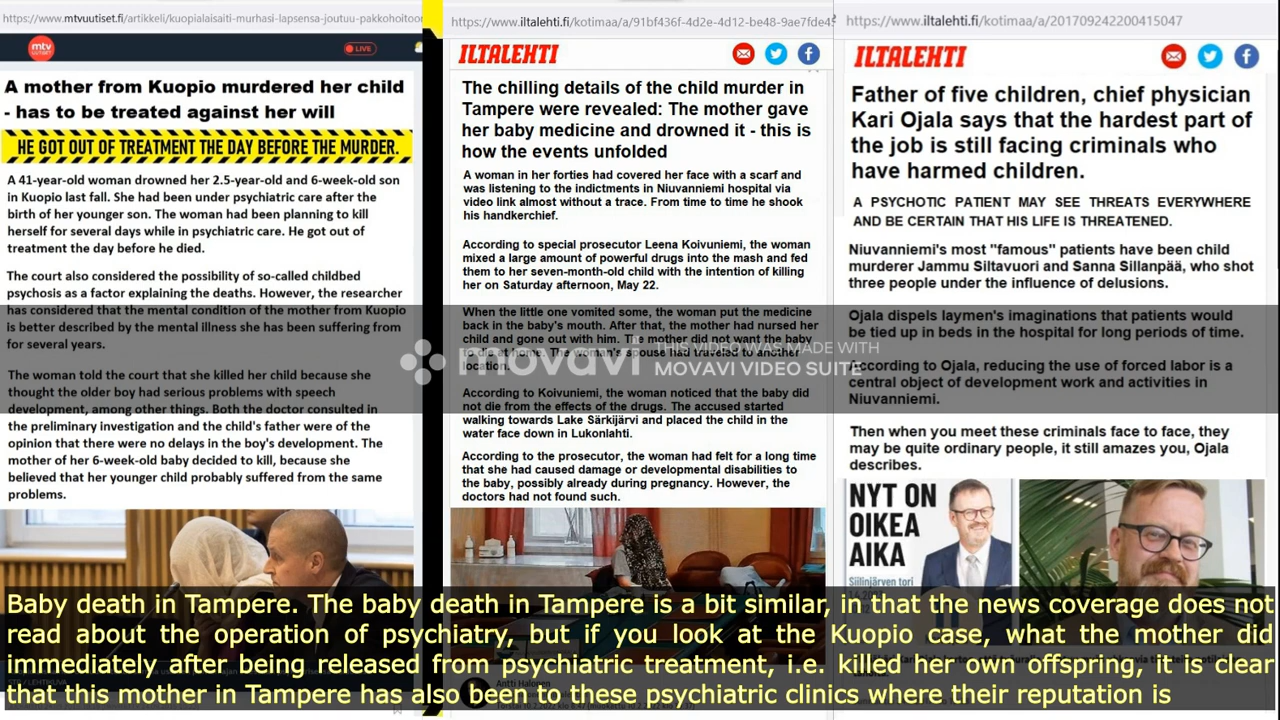 https://www.mtvuutiset.fi/artikkeli/kuopialaisaiti-murhasi-lapsensa-joutuu-pakkohoitoo
mtv
LIVE
A mother from Kuopio murdered her child
- has to be treated against her will
HE GOT OUT OF TREATMENT THE DAY BEFORE THE MURDER.
A 41-year-old woman drowned her 2.5-year-old and 6-week-old son
in Kuopio last fall. She had been under psychiatric care after the
birth of her younger son. The woman had been planning to kill
herself for several days while in psychiatric care. He got out of
treatment the day before he died.
The court also considered the possibility of so-called childbed
psychosis as a factor explaining the deaths. However, the researcher
has considered that the mental condition of the mother from Kuopio
is better described by the mental illness she has been suffering from
for several years.
The woman told the court that she killed her child because she
thought the older boy had serious problems with speech
development, among other things. Both the doctor consulted in
the preliminary investigation and the child's father were of the
opinion that there were no delays in the boy's development. The
mother of her 6-week-old baby decided to kill, because she
believed that her younger child probably suffered from the same
problems.
https://www.iltalehti.fi/kotimaa/a/91bf436f-4d2e-4d12-be48-9ae7fde45
ILTALEHTI
The chilling details of the child murder in
Tampere were revealed: The mother gave
her baby medicine and drowned it - this is
how the events unfolded
A woman in her forties had covered her face with a scarf and
was listening to the indictments in Niuvanniemi hospital via
video link almost without a trace. From time to time he shook
his handkerchief.
According to special prosecutor Leena Koivuniemi, the woman
mixed a large amount of powerful drugs into the mash and fed
them to her seven-month-old child with the intention of killing
her on Saturday afternoon, May 22.
When the little one vomited some, the woman put the medicine
back in the baby's mouth. After that, the mother had nursed her
child and gone out with him. The mother did not want the baby
to die at home. The woman's spouse had traveled to another
location.
According to Koivuniemi, the woman noticed that the baby did
not die from the effects of the drugs. The accused started
walking towards Lake Särkijärvi and placed the child in the
water face down in Lukonlahti.
According to the prosecutor, the woman had felt for a long time
that she had caused damage or developmental disabilities to
the baby, possibly already during pregnancy. However, the
doctors had not found such.
https://www.iltalehti.fi/kotimaa/a/201709242200415047
ILTALEHTI
Father of five children, chief physician
Kari Ojala says that the hardest part of
the job is still facing criminals who
have harmed children.
A PSYCHOTIC PATIENT MAY SEE THREATS EVERYWHERE
AND BE CERTAIN THAT HIS LIFE IS THREATENED.
Niuvanniemi's most "famous" patients have been child
murderer Jammu Siltavuori and Sanna Sillanpää, who shot
three people under the influence of delusions.
Ojala dispels laymen's imaginations that patients would
be tied up in beds in the hospital for long periods of time.
According to Ojala, reducing the use of forced labor is a
central object of development work and activities in
Niuvanniemi.
Then when you meet these criminals face to face, they
may be quite ordinary people, it still amazes you, Ojala
describes.
NYT ON
OIKEA
AIKA
Siilinjärven tori
movavi
THIS VIDEO WAS MADE WITH
MOVAVI VIDEO SUITE
Baby death in Tampere. The baby death in Tampere is a bit similar, in that the news coverage does not
read about the operation of psychiatry, but if you look at the Kuopio case, what the mother did
immediately after being released from psychiatric treatment, i.e. killed her own offspring, it is clear
that this mother in Tampere has also been to these psychiatric clinics where their reputation is
Antti Halonen